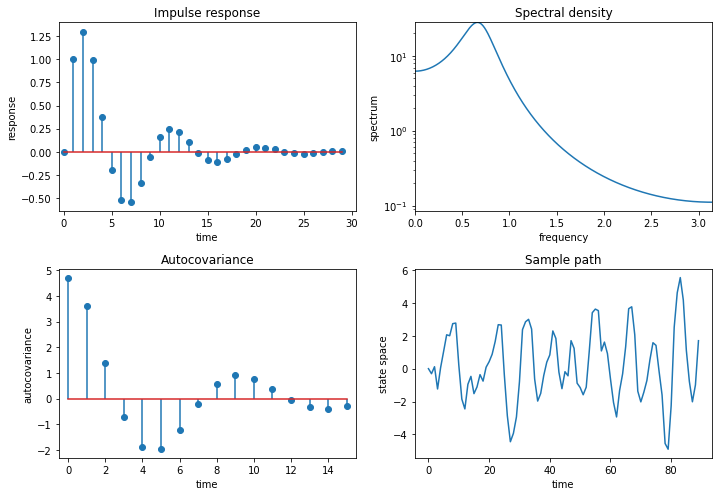 Impulse response
response
1.25
1.00
0.75
0.50
0.25
0.00
−0.25
−0.50
0 5 10 15 20 25 30
time
Spectral density
spectrum
10¹
10⁰
10⁻¹
0.0 0.5 1.0 1.5 2.0 2.5 3.0
frequency
Autocovariance
autocovariance
5
4
3
2
1
0
−1
−2
0 2 4 6 8 10 12 14
time
Sample path
state space
6
4
2
0
−2
−4
0 20 40 60 80
time